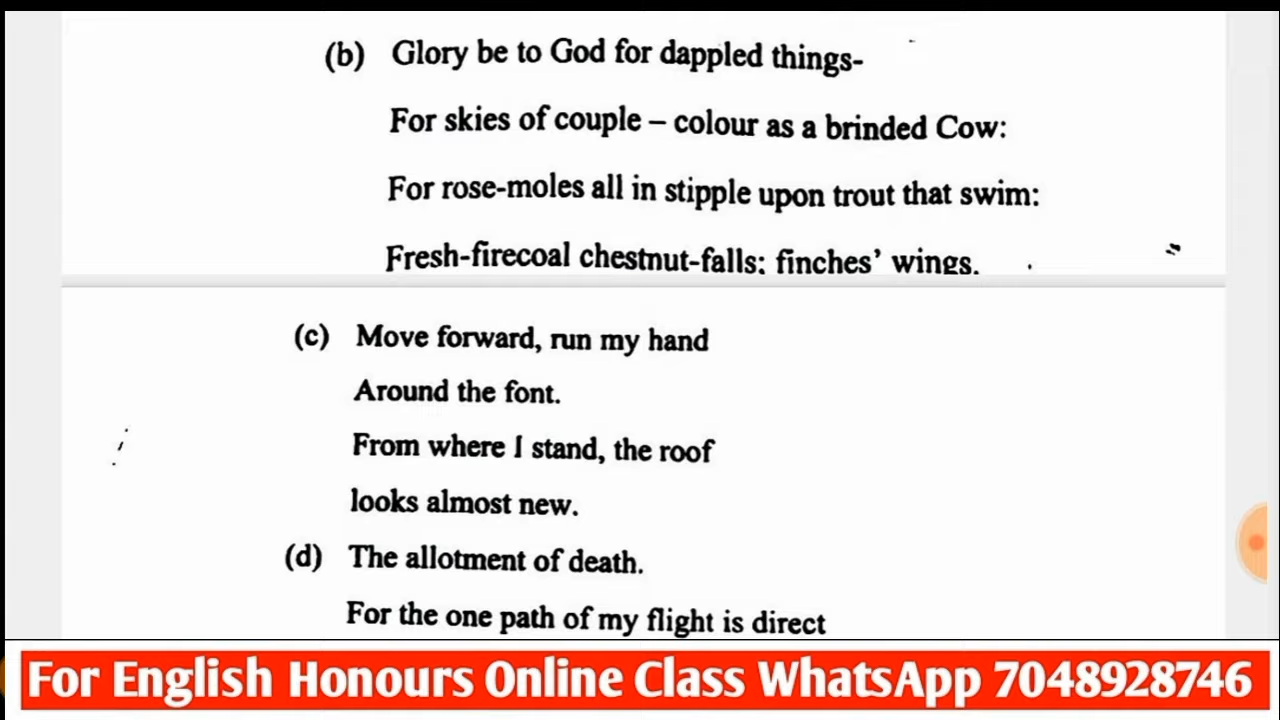 (b) Glory be to God for dappled things-
For skies of couple – colour as a brinded Cow:
For rose-moles all in stipple upon trout that swim:
Fresh-firecoal chestnut-falls; finches' wings.
(c) Move forward, run my hand
Around the font.
From where I stand, the roof
looks almost new.
(d) The allotment of death.
For the one path of my flight is direct
For English Honours Online Class WhatsApp 7048928746